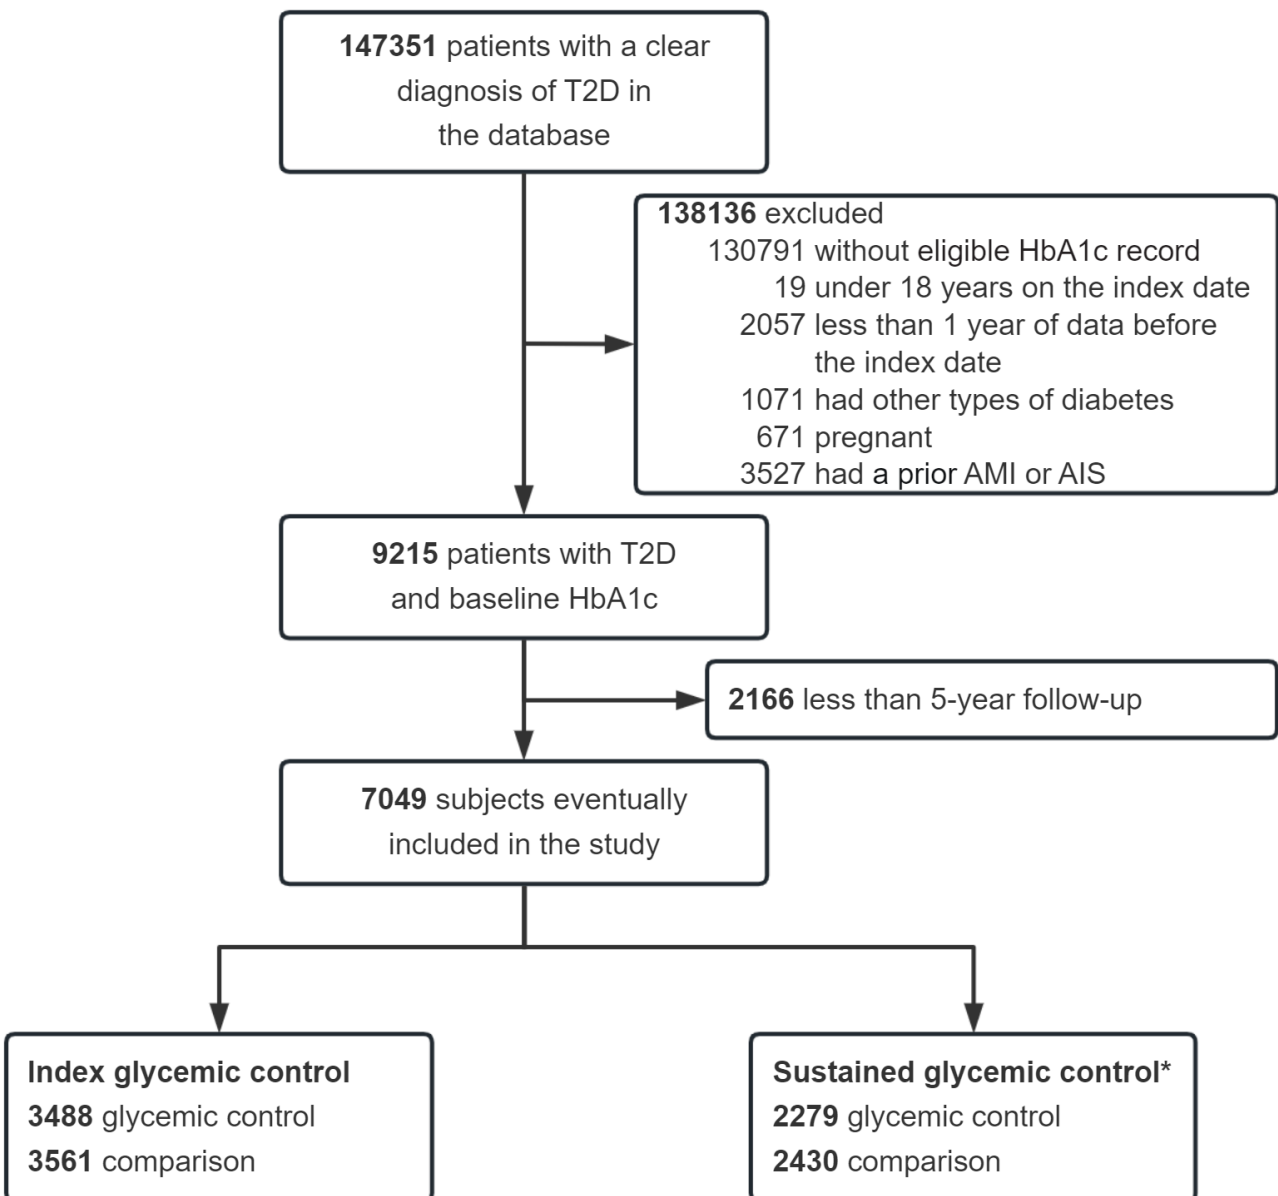 147351 patients with a clear
diagnosis of T2D in
the database
138136 excluded
130791 without eligible HbA1c record
19 under 18 years on the index date
2057 less than 1 year of data before
the index date
1071 had other types of diabetes
671 pregnant
3527 had a prior AMI or AIS
9215 patients with T2D
and baseline HbA1c
2166 less than 5-year follow-up
7049 subjects eventually
included in the study
Index glycemic control
3488 glycemic control
3561 comparison
Sustained glycemic control*
2279 glycemic control
2430 comparison